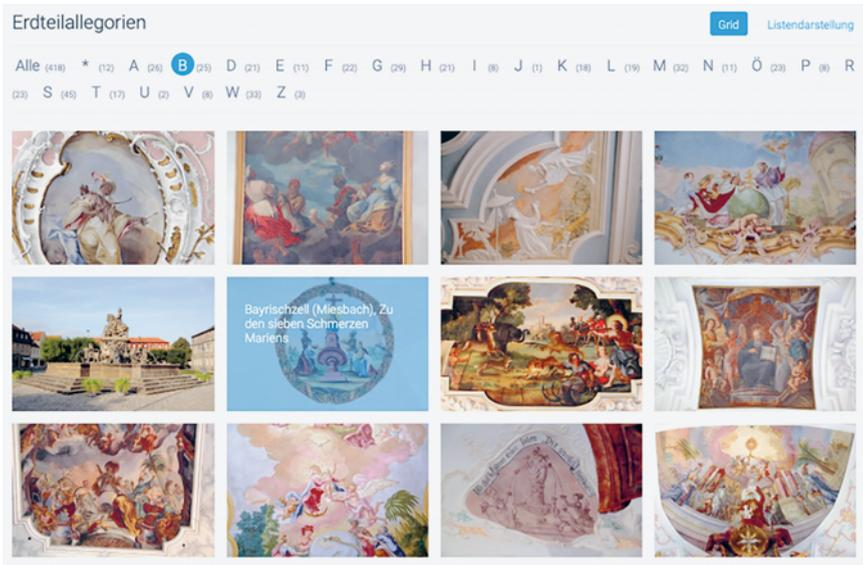 Erdteilallegorien
Grid Listendarstellung
Alle (418) * (12) A (26) B (25) D (21) E (11) F (22) G (29) H (21) I (8) J (1) K (18) L (19) M (32) N (11) Ö (23) P (8) R
(23) S (45) T (17) U (2) V (8) W (33) Z (3)
Bayrischzell (Miesbach), Zu
den sieben Schmerzen
Mariens